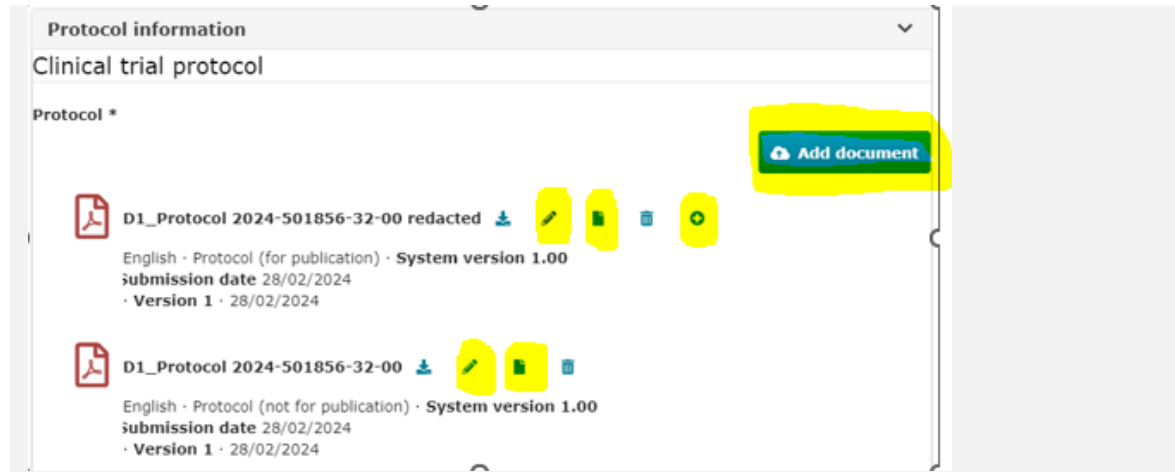 Protocol information
Clinical trial protocol
Protocol *
Add document
D1_Protocol 2024-501856-32-00 redacted
English · Protocol (for publication) · System version 1.00
Submission date 28/02/2024
· Version 1 · 28/02/2024
D1_Protocol 2024-501856-32-00
English · Protocol (not for publication) · System version 1.00
Submission date 28/02/2024
· Version 1 · 28/02/2024